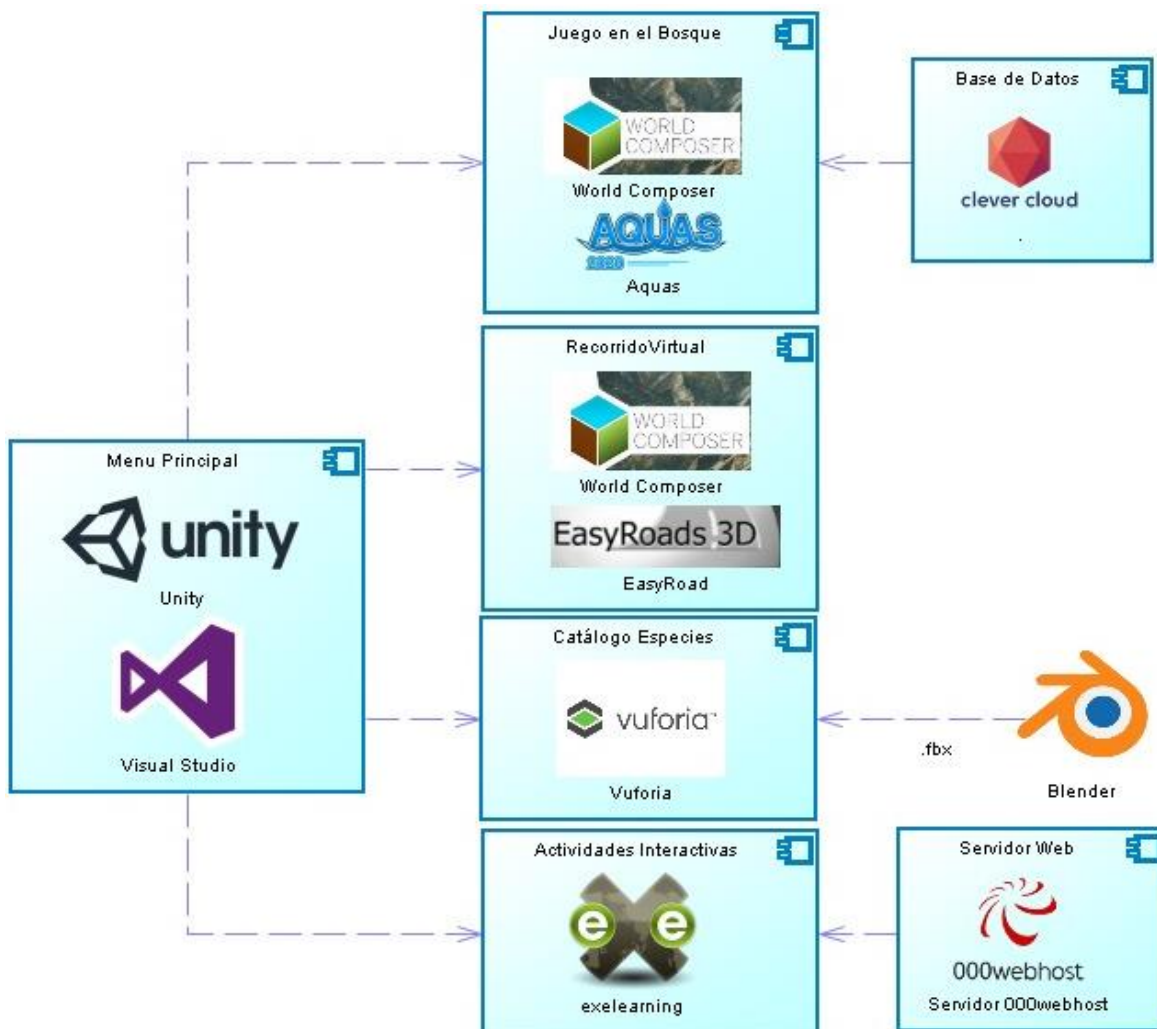 Juego en el Bosque
WORLD
COMPOSER
World Composer
AQUAS
2020
Aquas
Base de Datos
clever cloud
.
RecorridoVirtual
WORLD
COMPOSER
World Composer
EasyRoads 3D
EasyRoad
Menu Principal
unity
Unity
Visual Studio
Catálogo Especies
vuforia™
Vuforia
.fbx
Blender
Actividades Interactivas
e e
exelearning
Servidor Web
000webhost
Servidor 000webhost